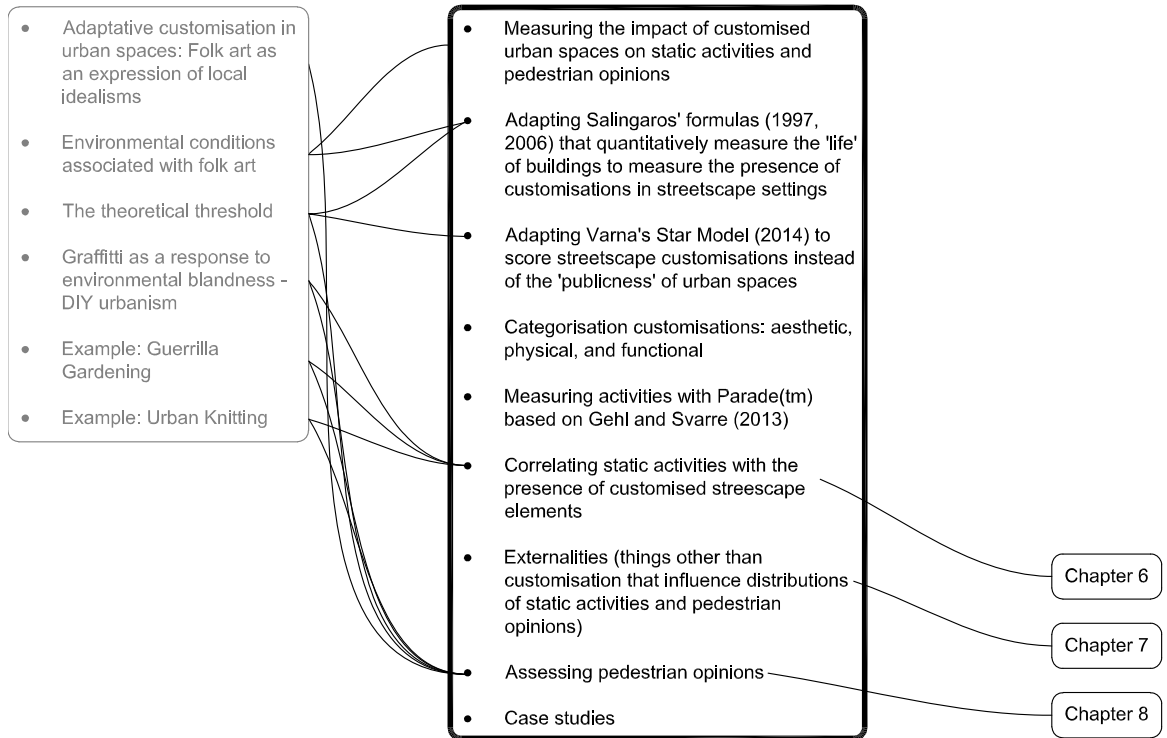 Adaptative customisation in
urban spaces: Folk art as
an expression of local
idealisms
Environmental conditions
associated with folk art
The theoretical threshold
Graffitti as a response to
environmental blandness -
DIY urbanism
Example: Guerrilla
Gardening
Example: Urban Knitting
Measuring the impact of customised
urban spaces on static activities and
pedestrian opinions
Adapting Salingaros' formulas (1997,
2006) that quantitatively measure the 'life'
of buildings to measure the presence of
customisations in streetscape settings
Adapting Varna's Star Model (2014) to
score streetscape customisations instead
of the 'publicness' of urban spaces
Categorisation customisations: aesthetic,
physical, and functional
Measuring activities with Parade(tm)
based on Gehl and Svarre (2013)
Correlating static activities with the
presence of customised streescape
elements
Externalities (things other than
customisation that influence distributions
of static activities and pedestrian
opinions)
Assessing pedestrian opinions
Case studies
Chapter 6
Chapter 7
Chapter 8